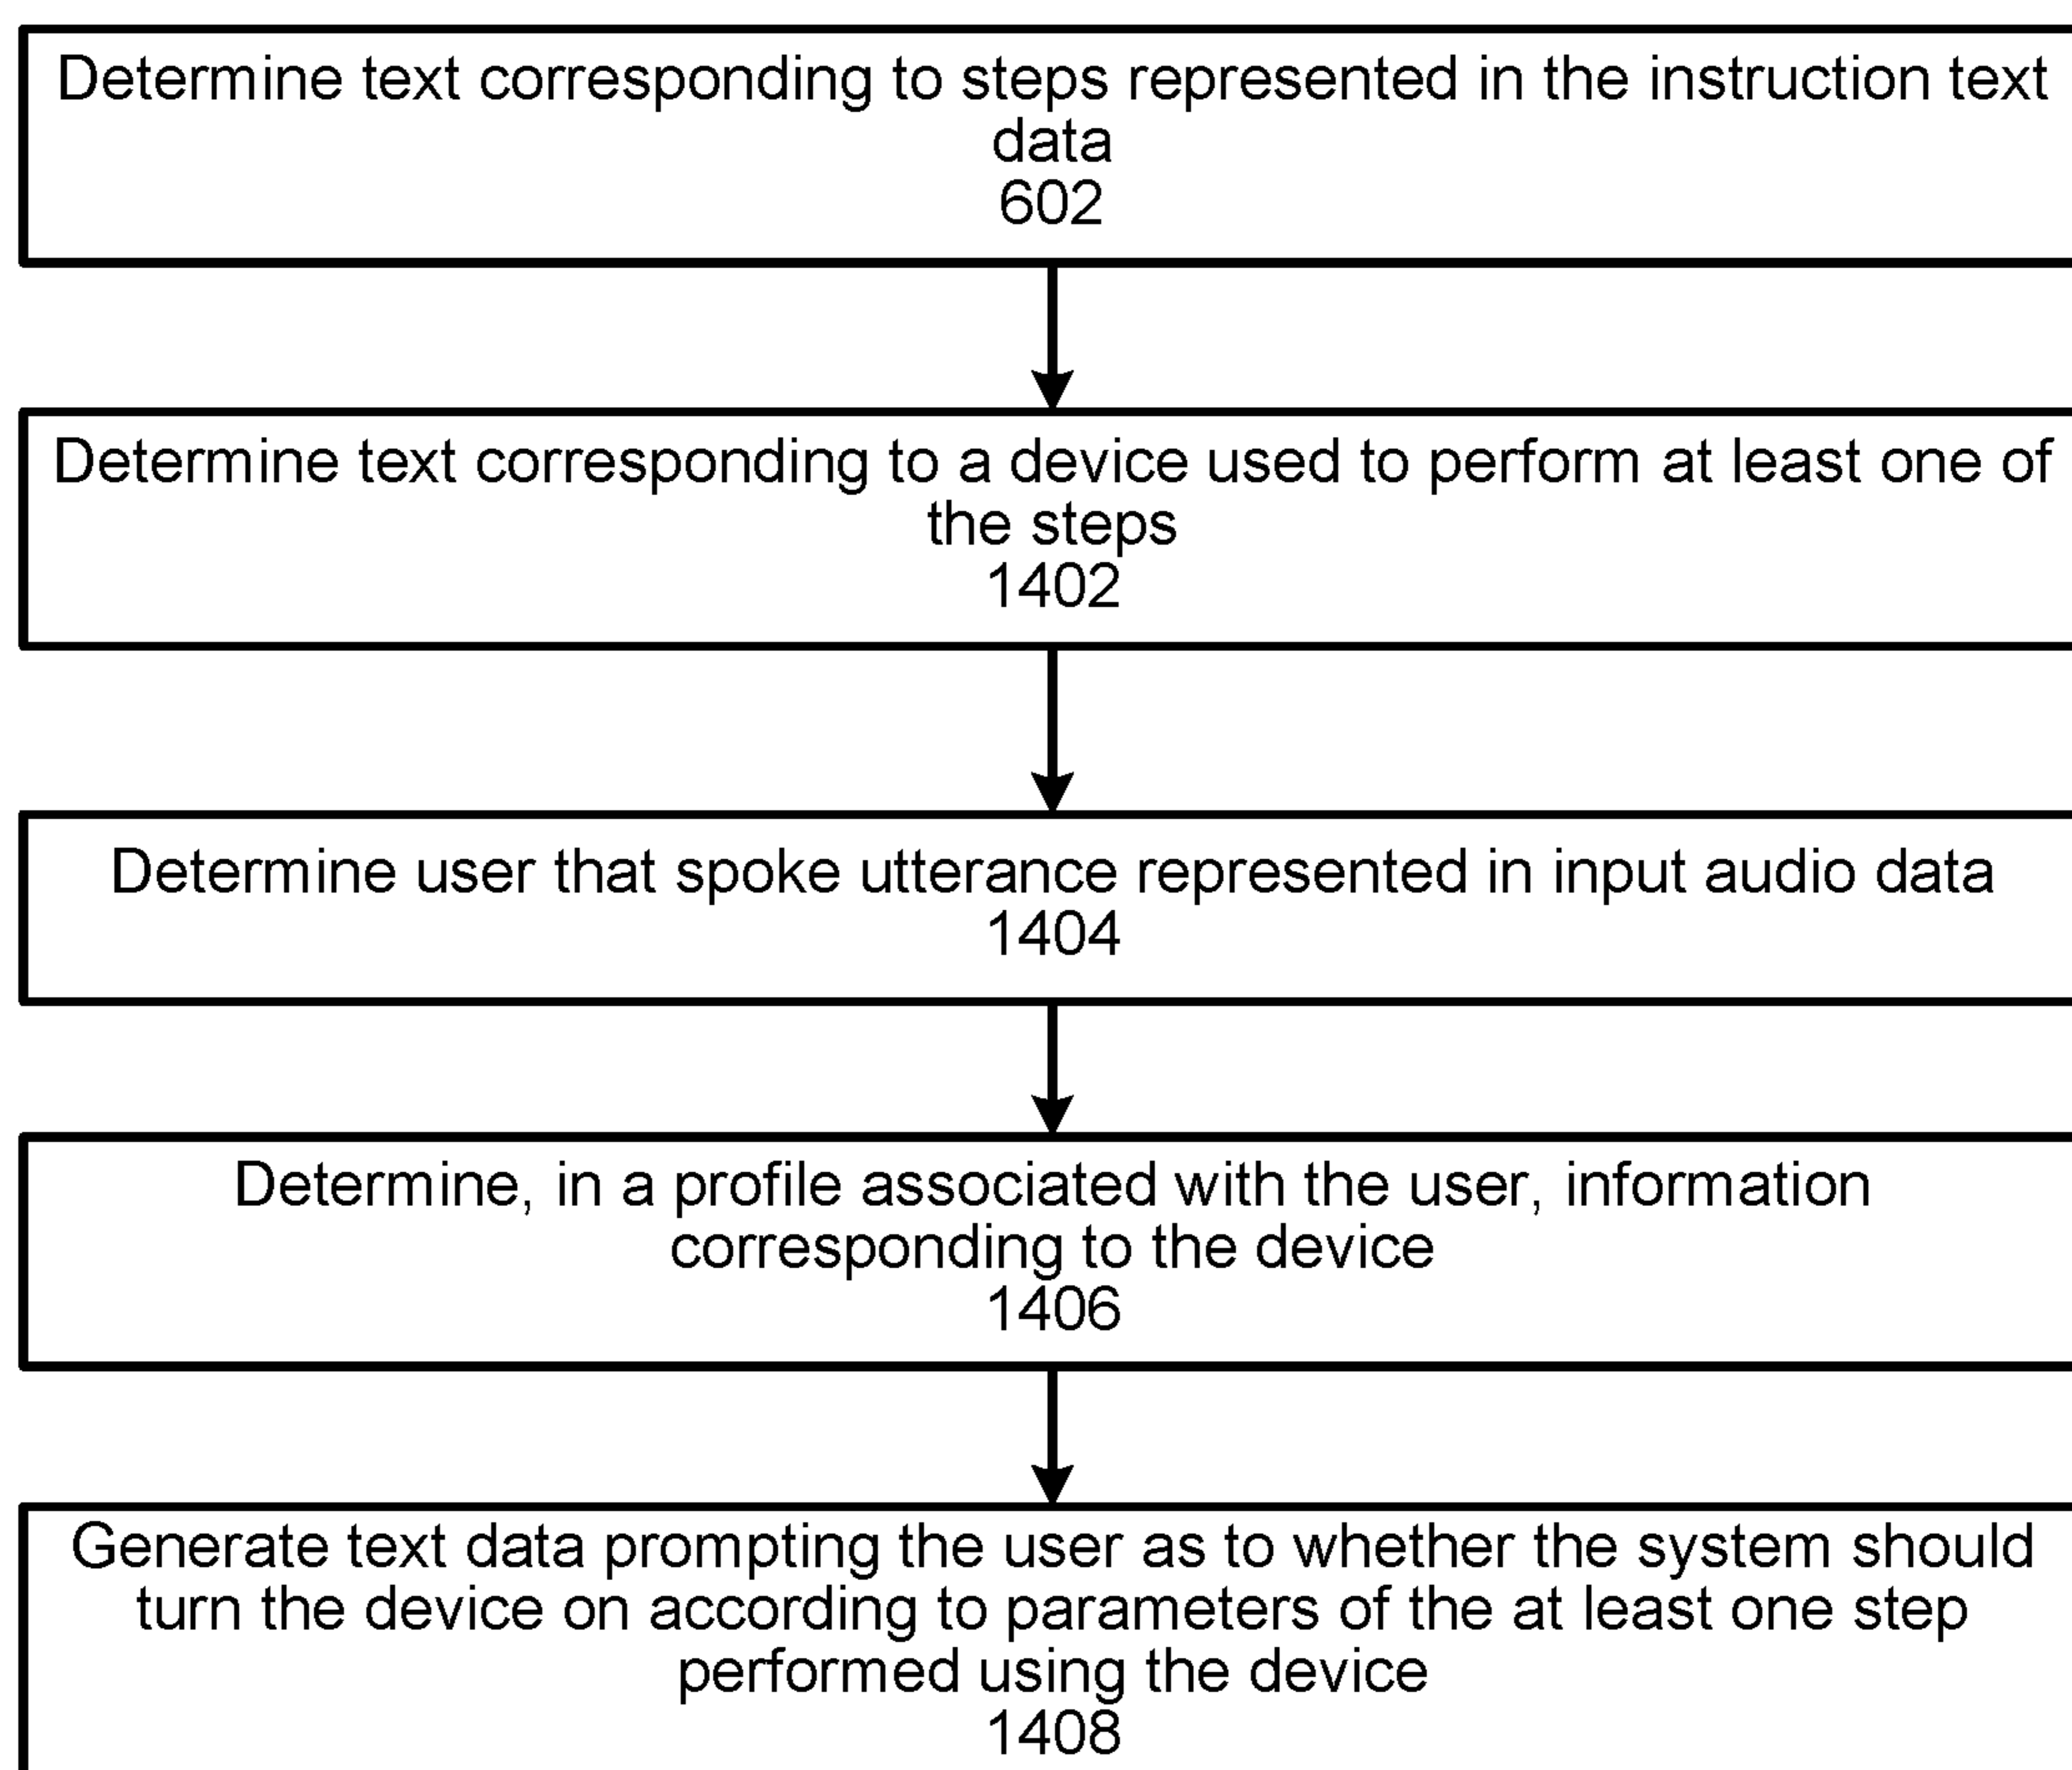 Determine text corresponding to steps represented in the instruction text
data
602
Determine text corresponding to a device used to perform at least one of
the steps
1402
Determine user that spoke utterance represented in input audio data
1404
Determine, in a profile associated with the user, information
corresponding to the device
1406
Generate text data prompting the user as to whether the system should
turn the device on according to parameters of the at least one step
performed using the device
1408